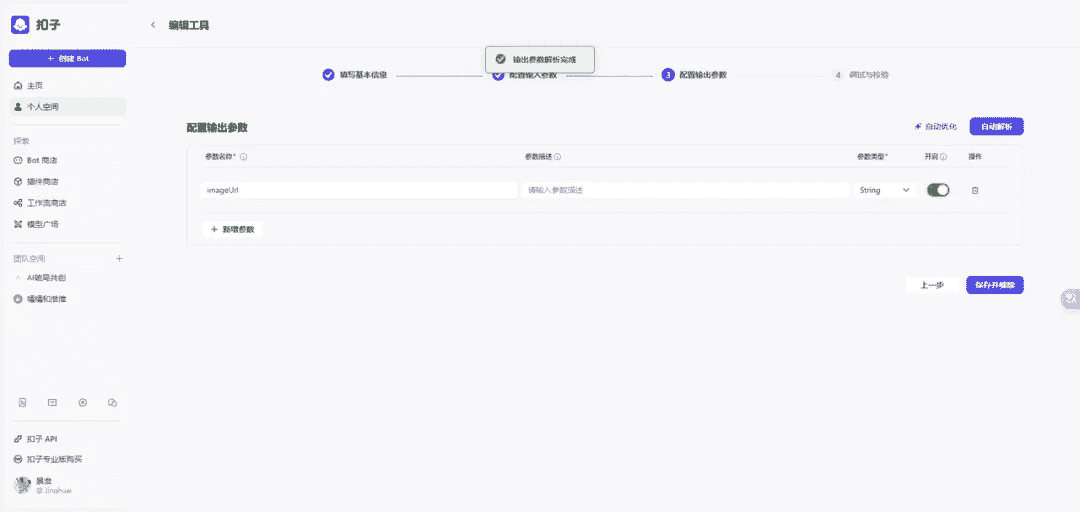 扣子
编辑工具
+ 创建 Bot
输出参数解析完成
填写基本信息
配置输入参数
3 配置输出参数
4 调试与校验
主页
个人空间
配置输出参数
自动优化
自动解析
参数名称*
参数描述
参数类型*
开启
操作
imageUrl
请输入参数描述
String
+ 新增参数
上一步
保存并继续
探索
Bot 商店
插件商店
工作流商店
模型广场
团队空间 +
AI破局共创
扣子 API
扣子专业版购买
景淮
@Jinghuai